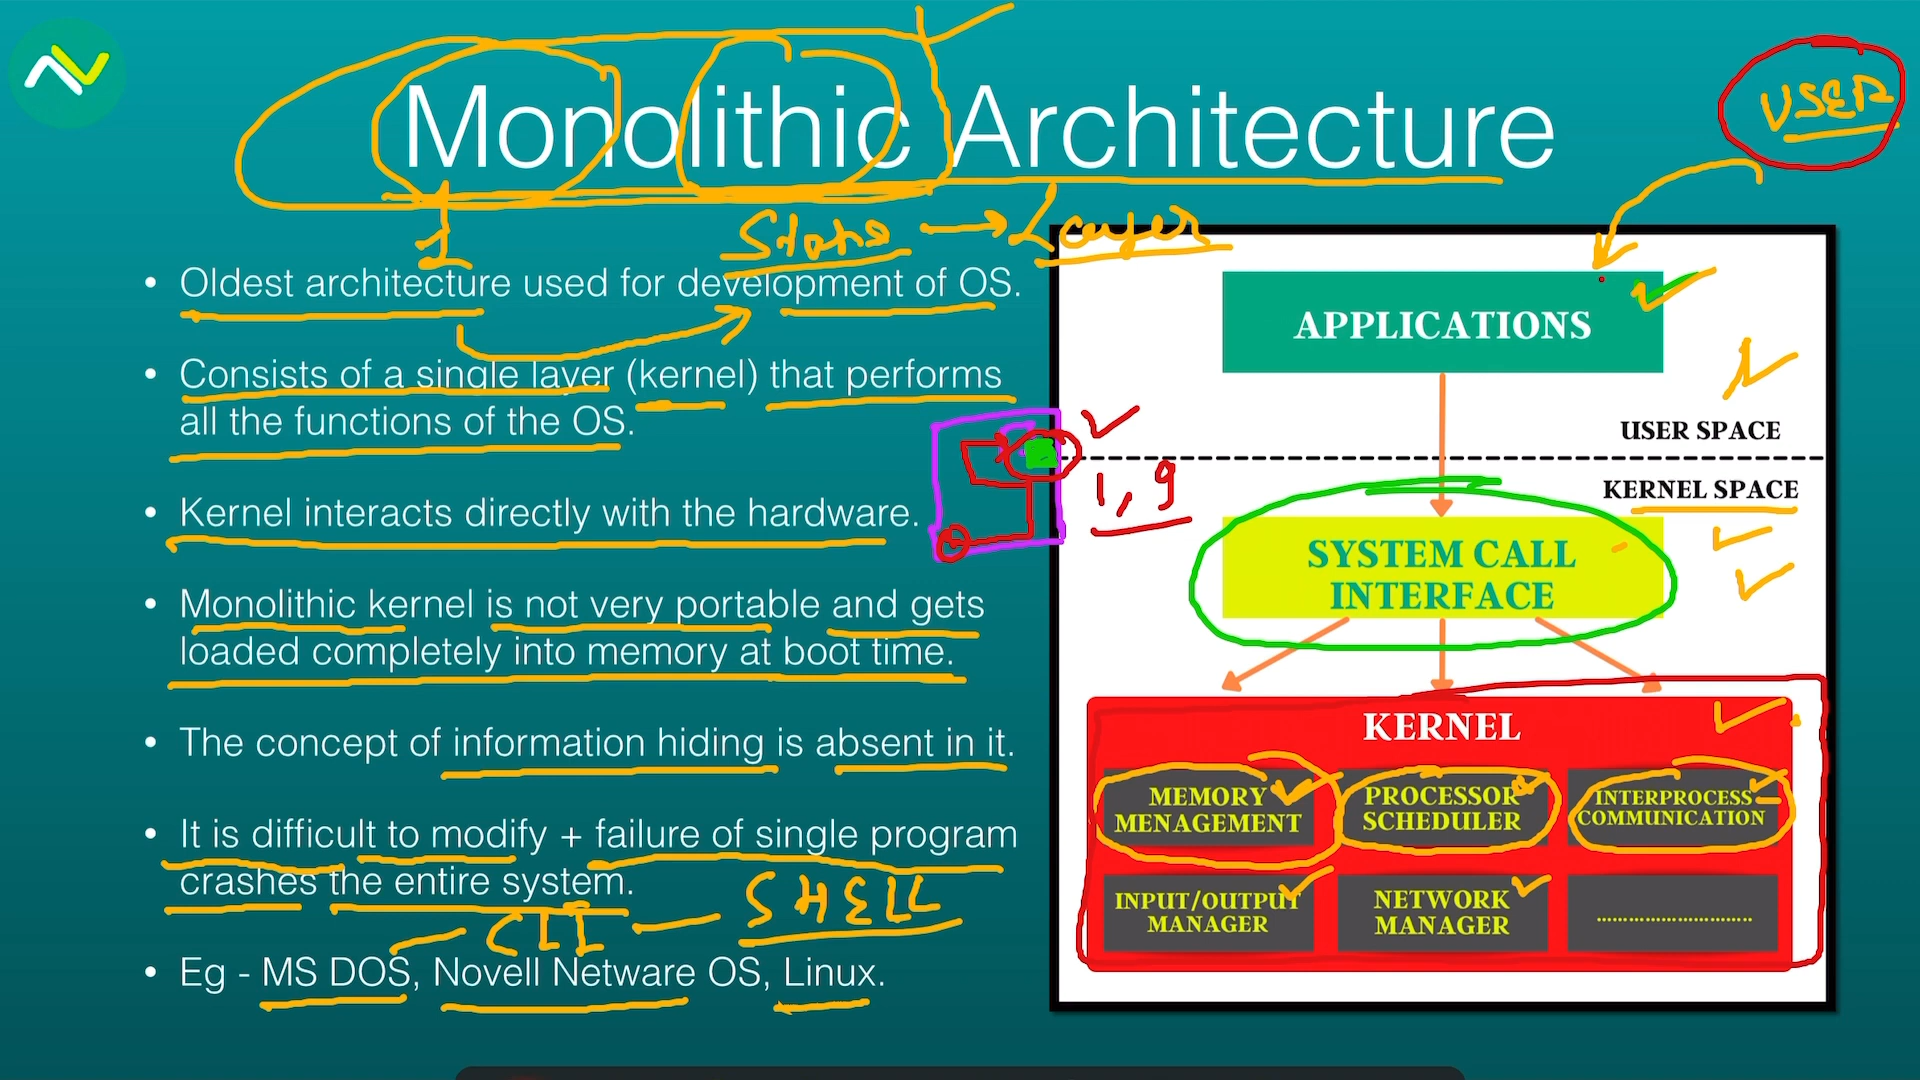 Monolithic Architecture
USER
1
Layer
• Oldest architecture used for development of OS.
• Consists of a single layer (kernel) that performs
all the functions of the OS.
• Kernel interacts directly with the hardware.
• Monolithic kernel is not very portable and gets
loaded completely into memory at boot time.
• The concept of information hiding is absent in it.
• It is difficult to modify + failure of single program
crashes the entire system.
CLI SHELL
• Eg - MS DOS, Novell Netware OS, Linux.
APPLICATIONS
USER SPACE
1, 9
KERNEL SPACE
SYSTEM CALL
INTERFACE
KERNEL
MEMORY
MENAGEMENT
PROCESSOR
SCHEDULER
INTERPROCESS
COMMUNICATION
INPUT/OUTPUT
MANAGER
NETWORK
MANAGER
..............................